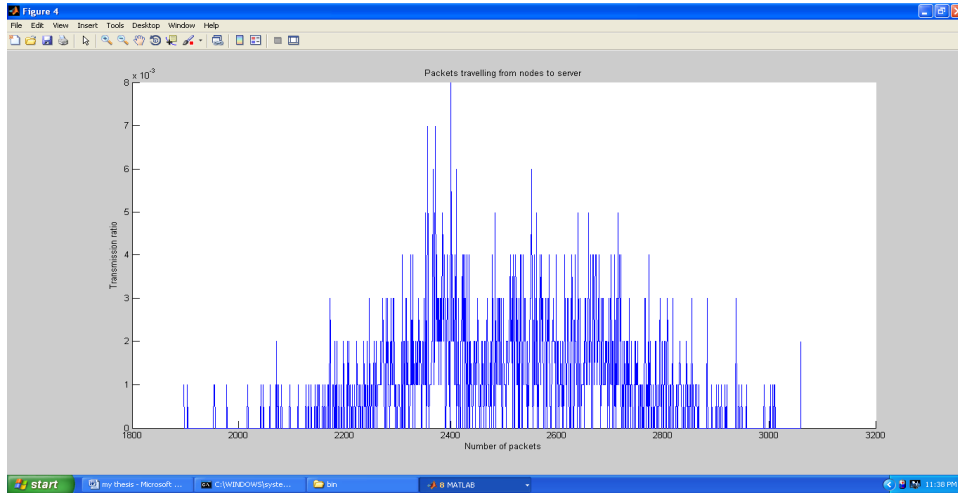 Figure 4
File Edit View Insert Tools Desktop Window Help
Packets travelling from nodes to server
x 10-3
8
7
6
5
4
3
2
1
0
Transmission ratio
1800 2000 2200 2400 2600 2800 3000 3200
Number of packets
start my thesis - Microsoft ... C:\WINDOWS\syste... bin 8 MATLAB 11:38 PM